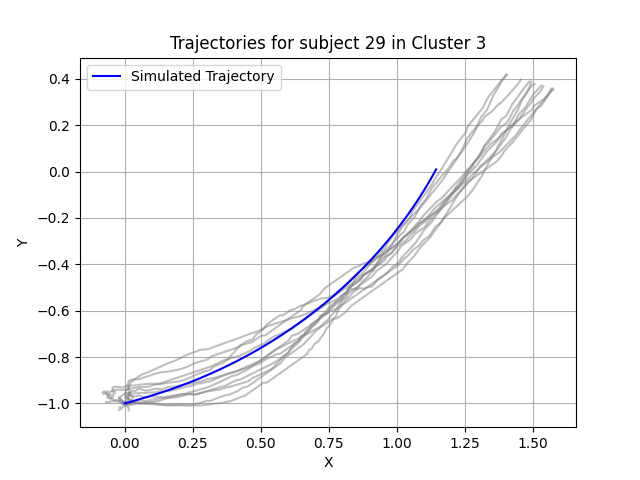 Trajectories for subject 29 in Cluster 3
Simulated Trajectory
0.4
0.2
0.0
−0.2
−0.4
−0.6
−0.8
−1.0
Y
0.00 0.25 0.50 0.75 1.00 1.25 1.50
X